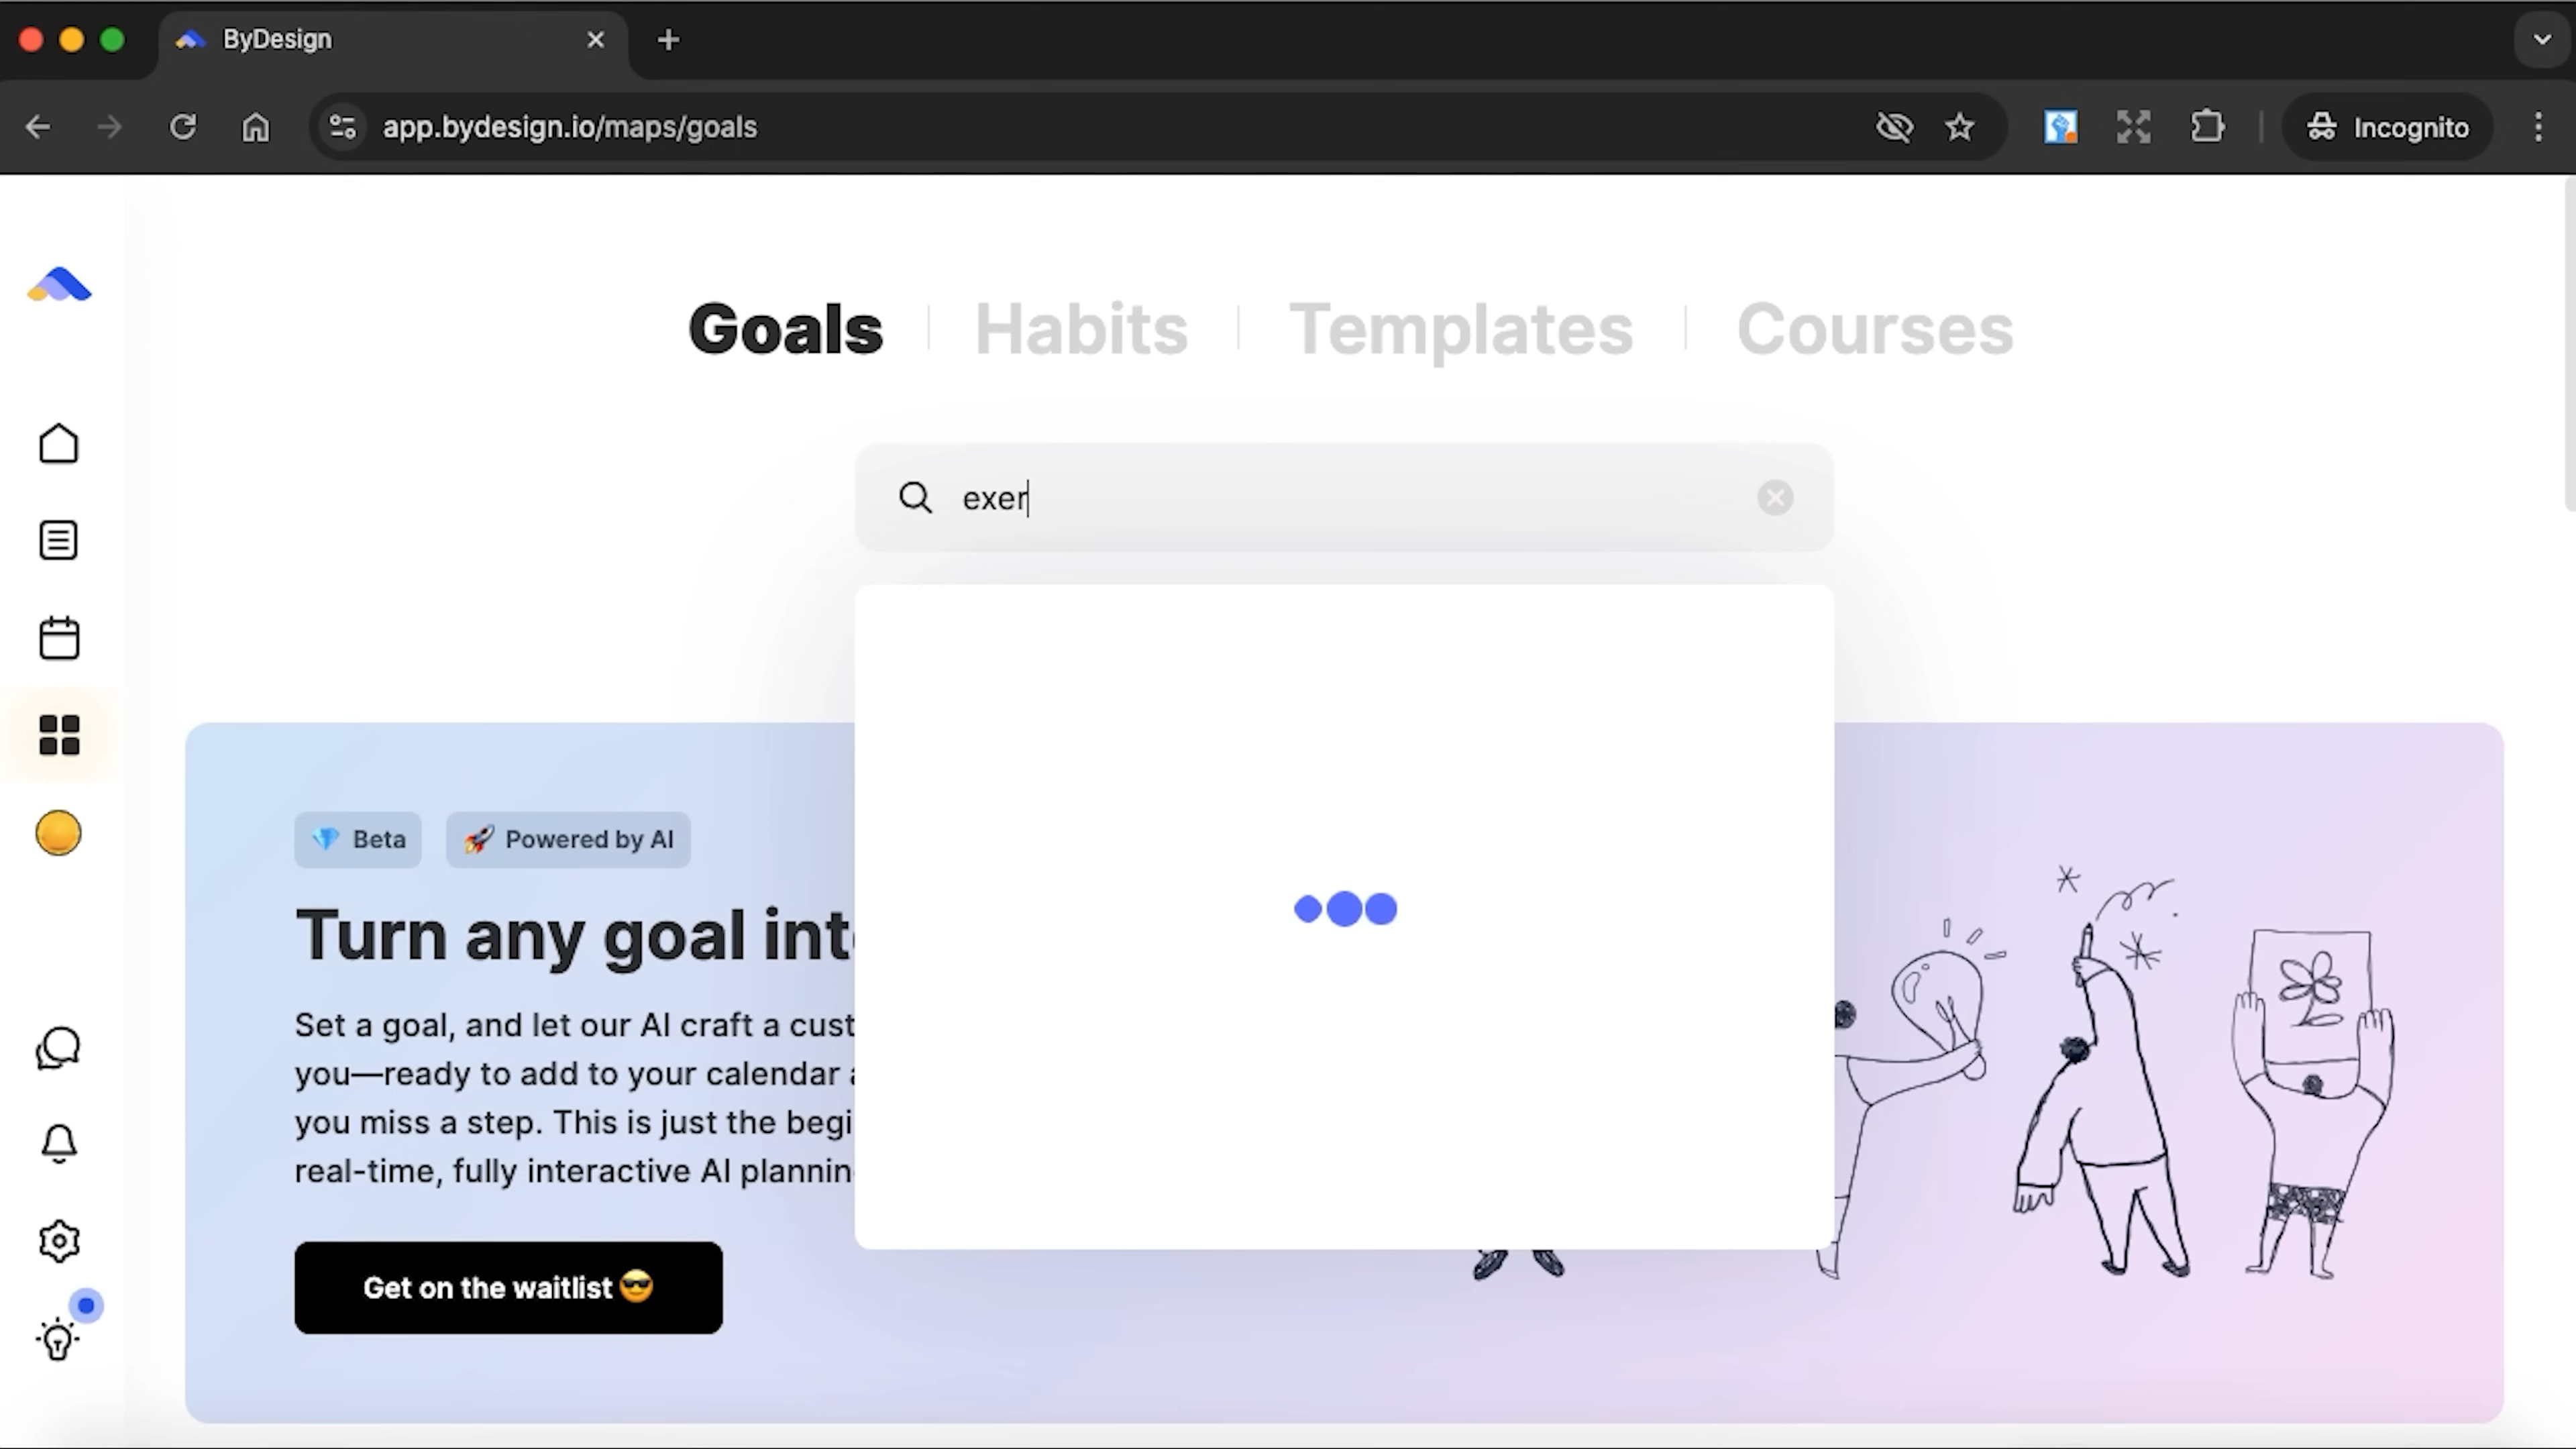 ByDesign
app.bydesign.io/maps/goals
Incognito
Goals
Habits
Templates
Courses
exer
Beta
Powered by AI
Turn any goal int
Set a goal, and let our AI craft a cust
you—ready to add to your calendar
you miss a step. This is just the begi
real-time, fully interactive AI plannin
Get on the waitlist 😎